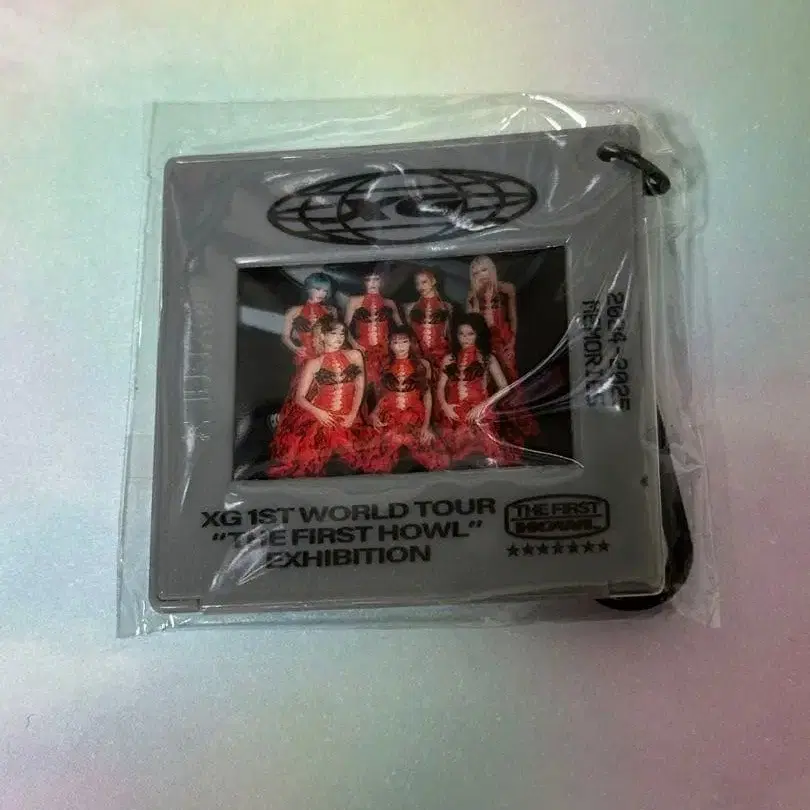 XG
2024-2025
MEMORIES
XG 1ST WORLD TOUR
“THE FIRST HOWL”
EXHIBITION
THE FIRST
HOWL
★★★★★★★